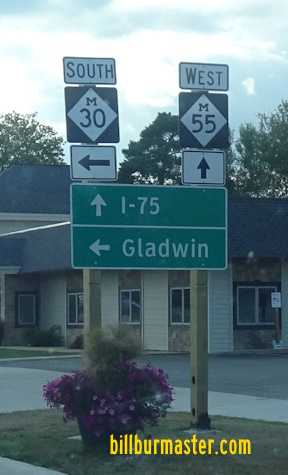 SOUTH
M
30
WEST
M
55
I-75
Gladwin
billburmaster.com